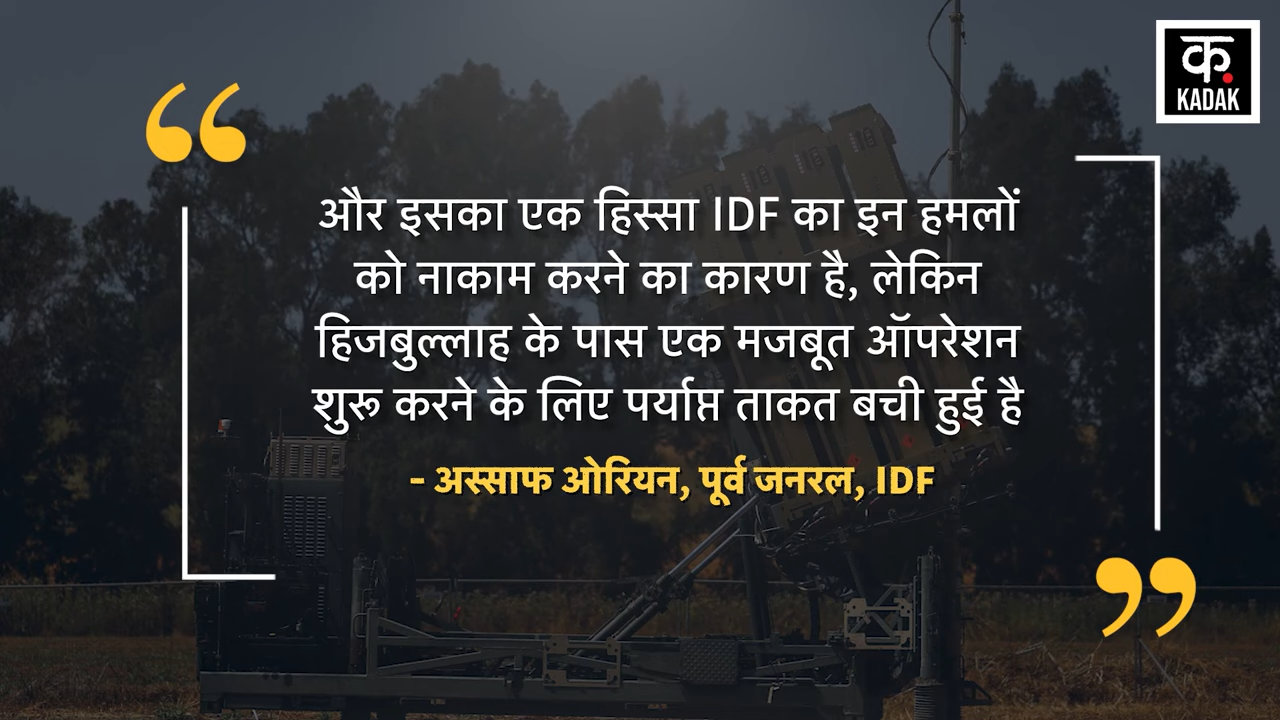 क.
KADAK
“
और इसका एक हिस्सा IDF का इन हमलों
को नाकाम करने का कारण है, लेकिन
हिजबुल्लाह के पास एक मजबूत ऑपरेशन
शुरू करने के लिए पर्याप्त ताकत बची हुई है
- अस्साफ ओरियन, पूर्व जनरल, IDF
”